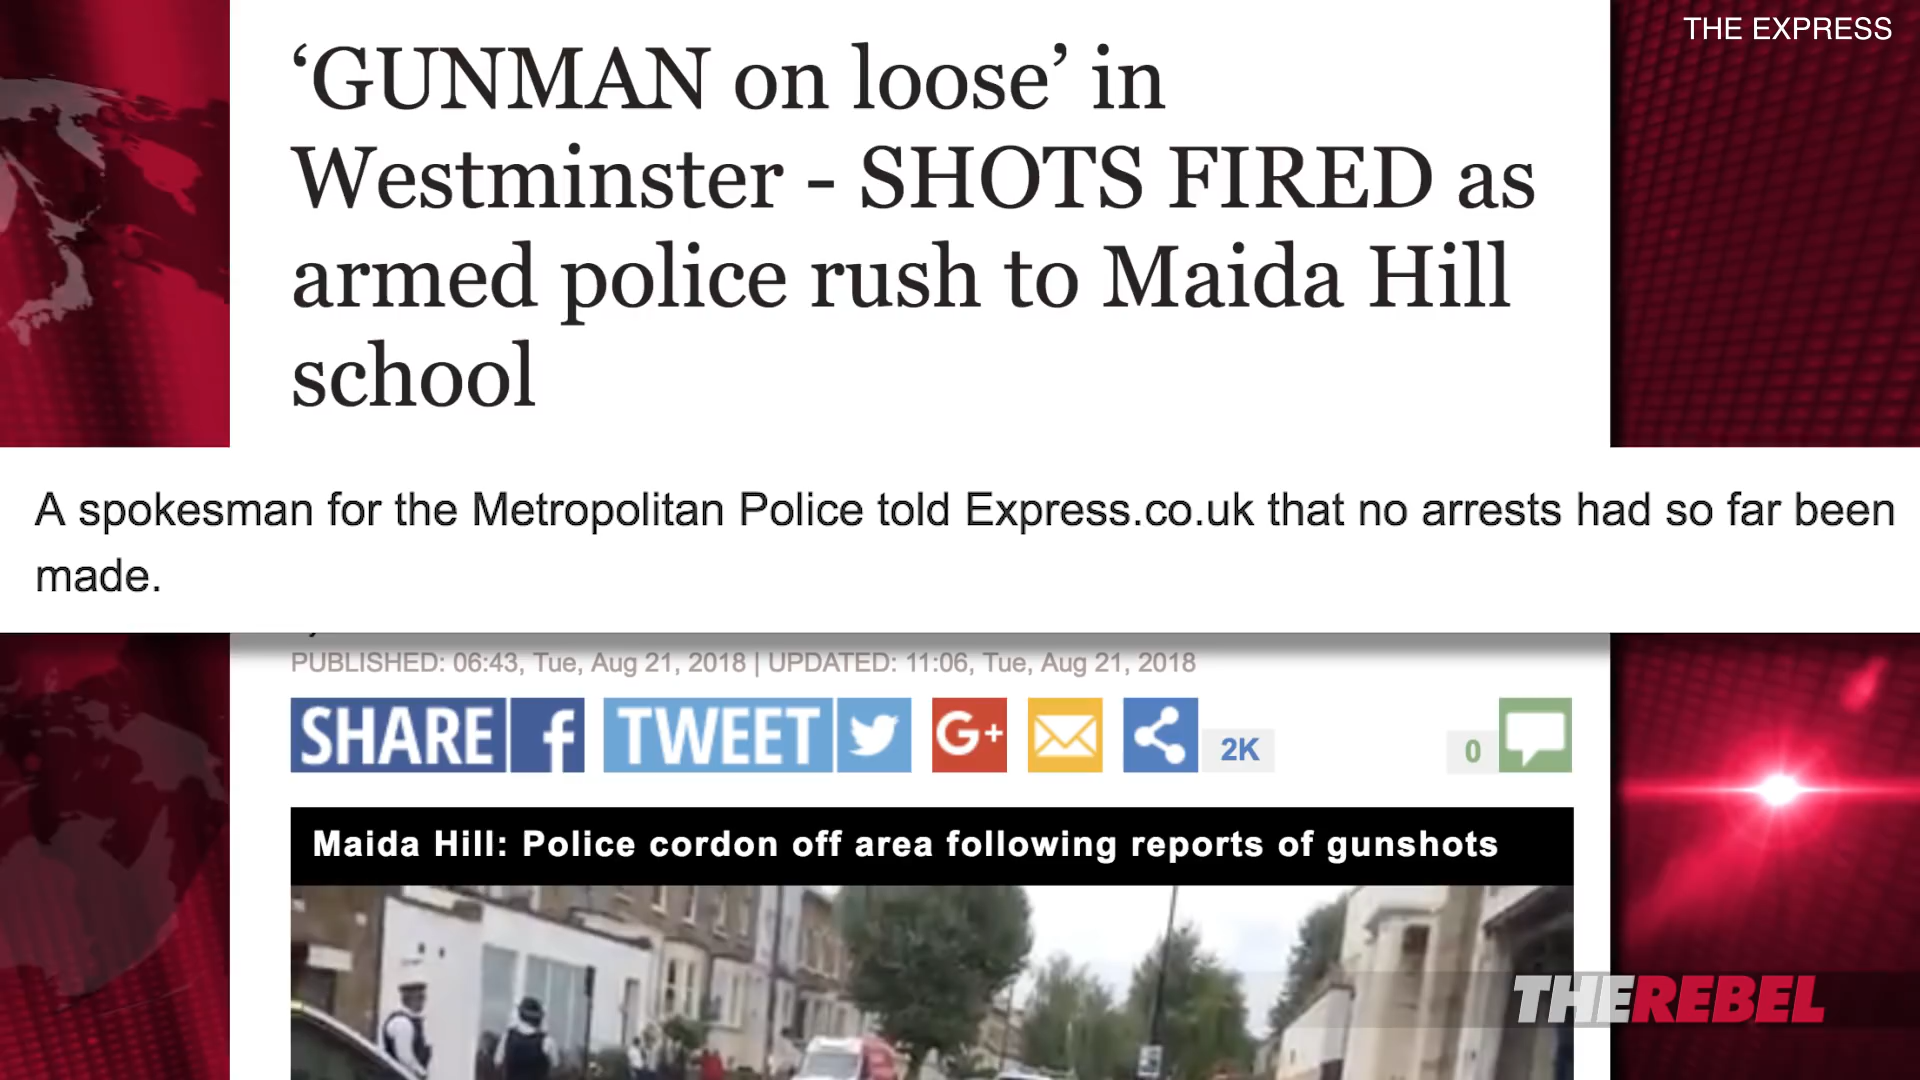 THE EXPRESS
‘GUNMAN on loose’ in
Westminster - SHOTS FIRED as
armed police rush to Maida Hill
school
A spokesman for the Metropolitan Police told Express.co.uk that no arrests had so far been
made.
PUBLISHED: 06:43, Tue, Aug 21, 2018 | UPDATED: 11:06, Tue, Aug 21, 2018
SHARE f TWEET G+ 2K 0
Maida Hill: Police cordon off area following reports of gunshots
THEREBEL